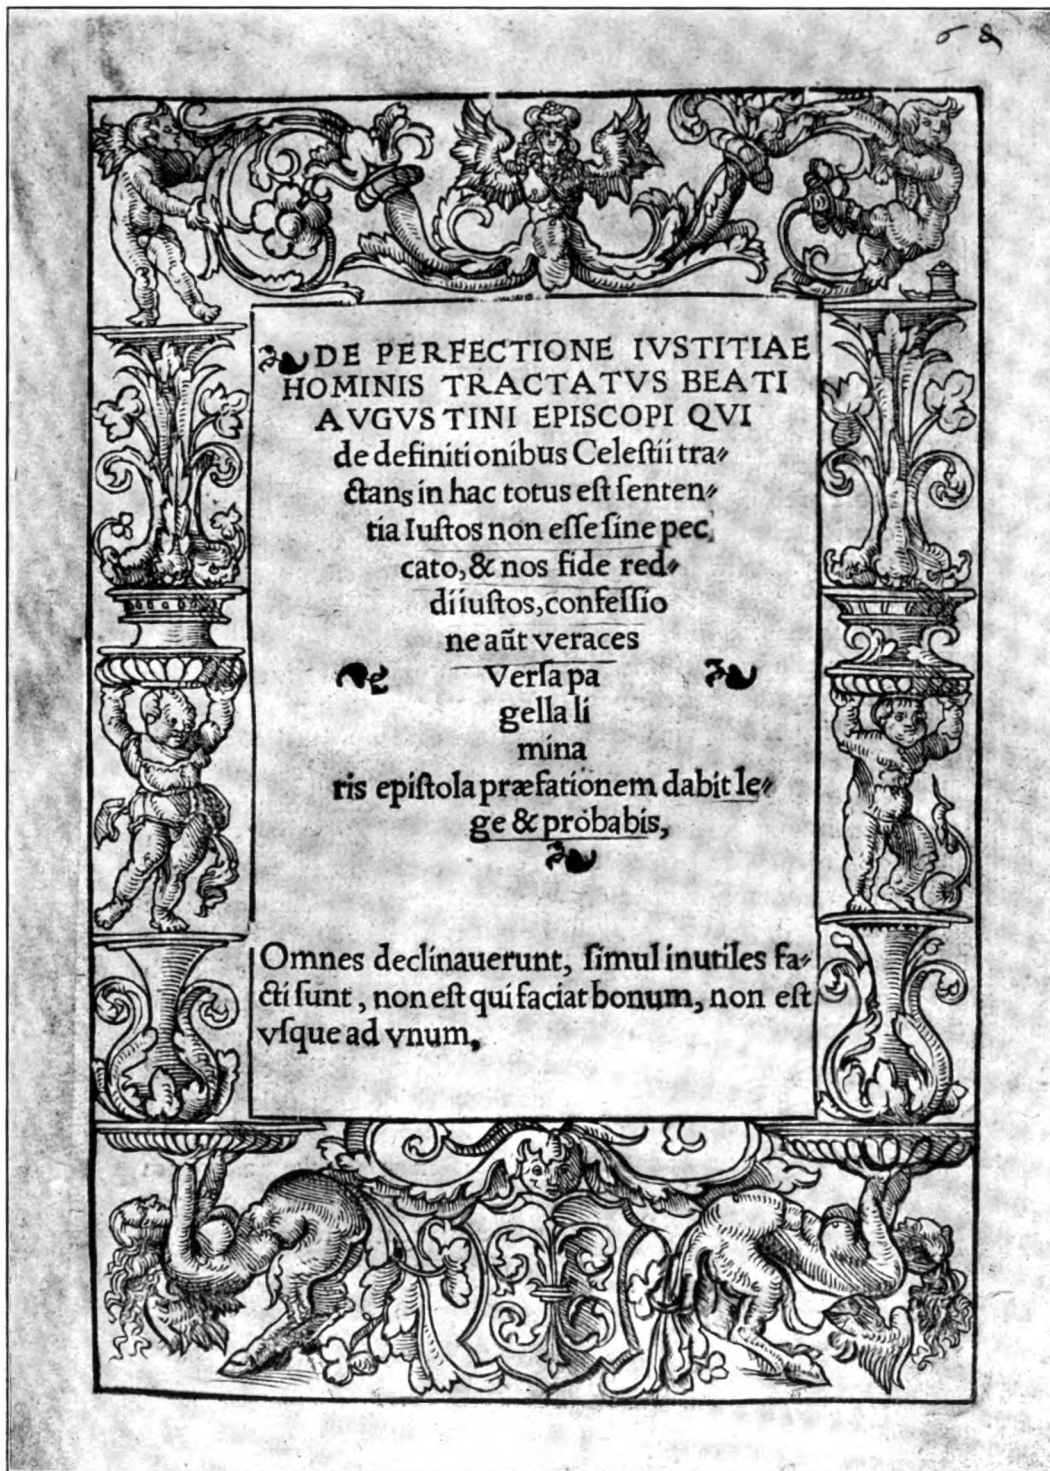 DE PERFECTIONE IVSTITIAE
HOMINIS TRACTATVS BEATI
AVGVSTINI EPISCOPI QVI
de definitionibus Celeſtii tra⸗
ctans in hac totus eſt ſenten⸗
tia Iuſtos non eſſe ſine pec
cato, & nos fide red⸗
di iuſtos, confeſſio
ne aūt veraces
Verſa pa
gella li
mina
ris epiſtola præfationem dabit le⸗
ge & probabis,
Omnes declinauerunt, ſimul inutiles fa⸗
cti ſunt, non eſt qui faciat bonum, non eſt
vſque ad vnum,